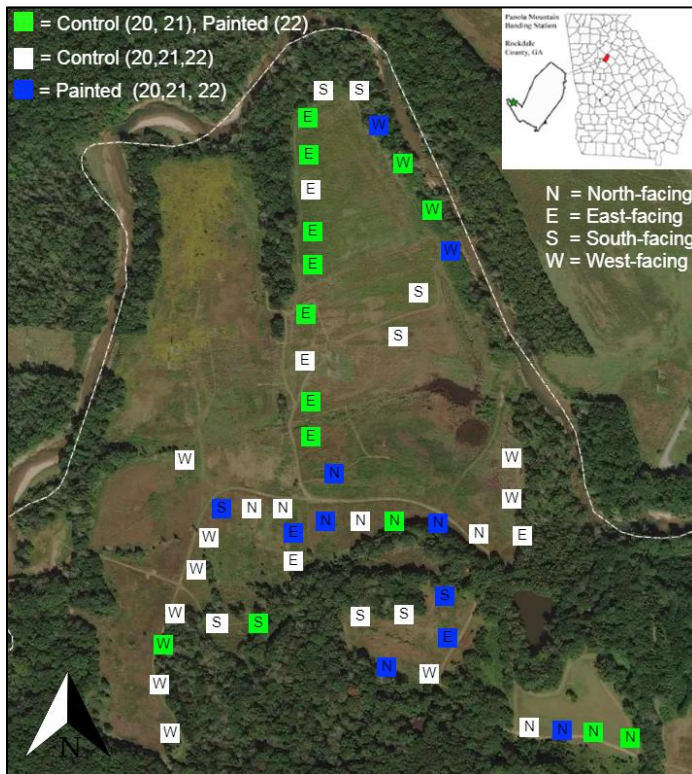 = Control (20, 21), Painted (22)
= Control (20,21,22)
= Painted (20,21, 22)
Panola Mountain
Banding Station
Rockdale
County, GA
N = North-facing
E = East-facing
S = South-facing
W = West-facing
S S
E W
E W
E
W
E
W
E
S
E
S
E
E
E
W W
N
W
S N N
N N N N
W E N E
E
W
S
W S S S S
W E
N W
W
N N N N
W
N